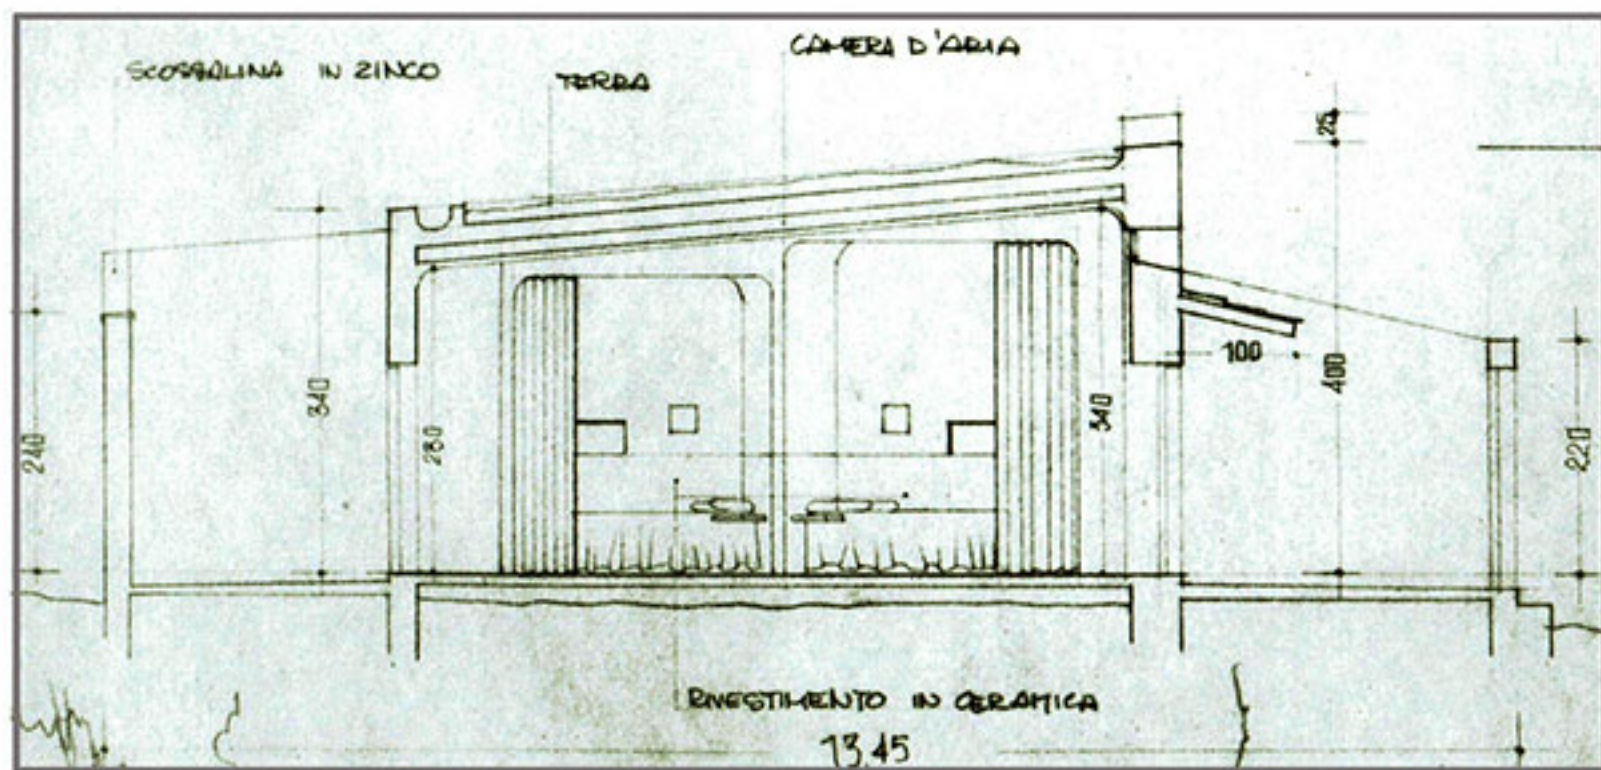 SCOSSALINA IN ZINCO
TERRA
CAMERA D'ARIA
25
240
340
280
340
100
400
220
RIVESTIMENTO IN CERAMICA
13.45